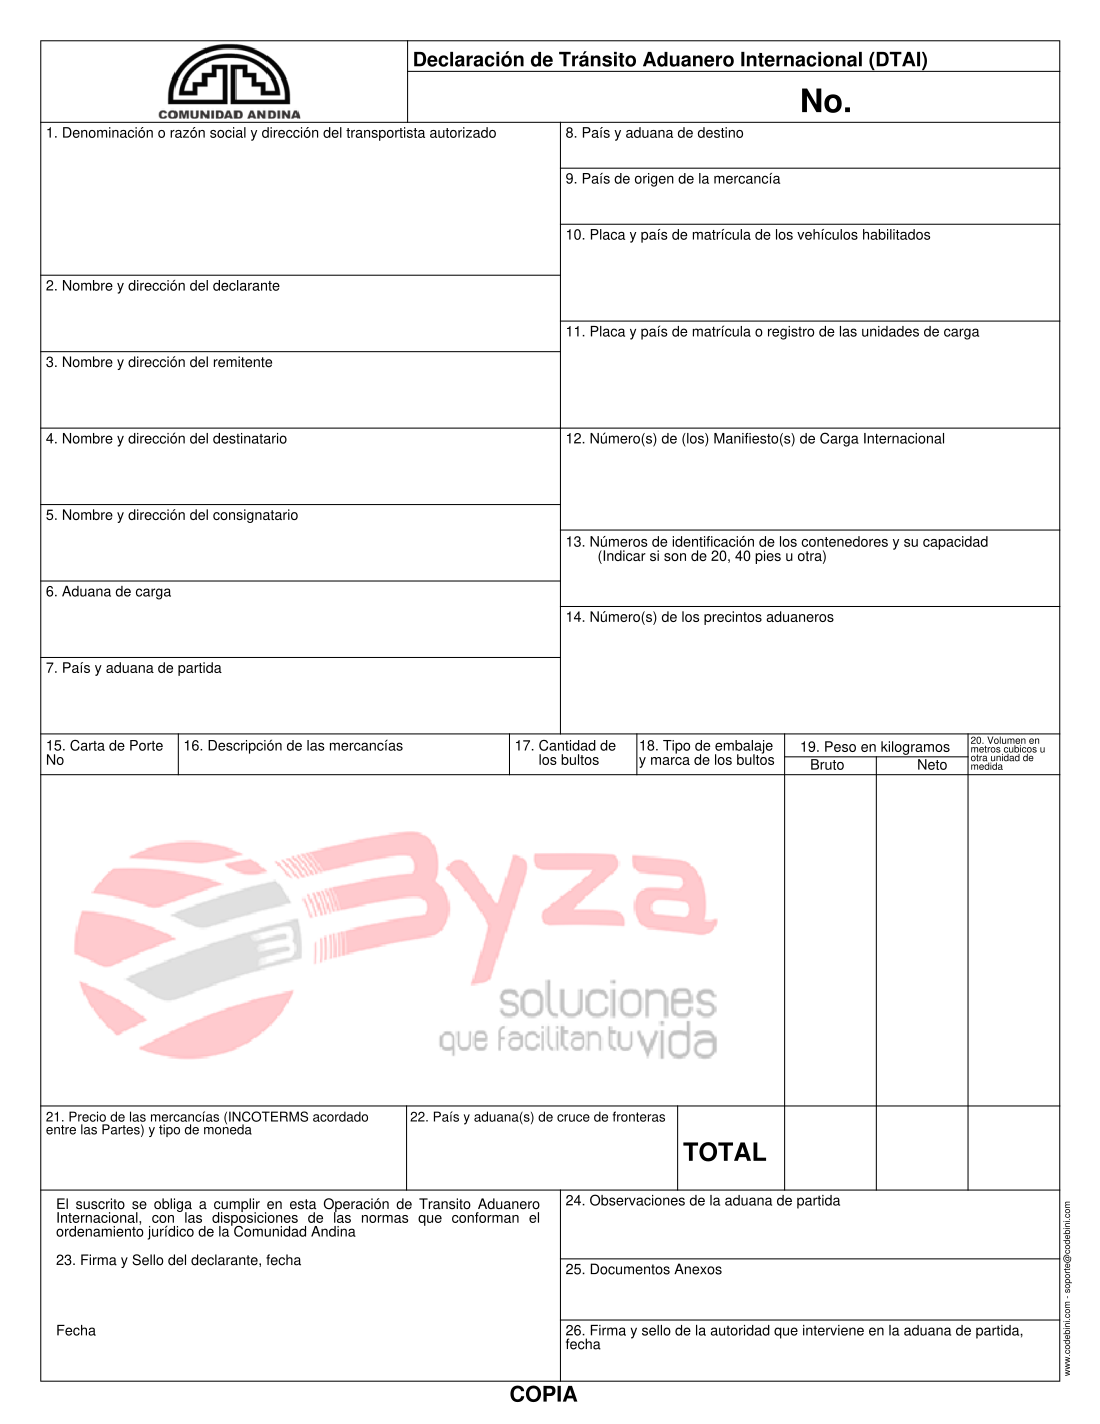 COMUNIDAD ANDINA
Declaración de Tránsito Aduanero Internacional (DTAI)
No.
1. Denominación o razón social y dirección del transportista autorizado
2. Nombre y dirección del declarante
3. Nombre y dirección del remitente
4. Nombre y dirección del destinatario
5. Nombre y dirección del consignatario
6. Aduana de carga
7. País y aduana de partida
8. País y aduana de destino
9. País de origen de la mercancía
10. Placa y país de matrícula de los vehículos habilitados
11. Placa y país de matrícula o registro de las unidades de carga
12. Número(s) de (los) Manifiesto(s) de Carga Internacional
13. Números de identificación de los contenedores y su capacidad
(Indicar si son de 20, 40 pies u otra)
14. Número(s) de los precintos aduaneros
15. Carta de Porte
No
16. Descripción de las mercancías
17. Cantidad de
los bultos
18. Tipo de embalaje
y marca de los bultos
19. Peso en kilogramos
Bruto
Neto
20. Volumen en
metros cubicos u
otra unidad de
medida
Byza
3
soluciones
que facilitan tu vida
21. Precio de las mercancías (INCOTERMS acordado
entre las Partes) y tipo de moneda
22. País y aduana(s) de cruce de fronteras
TOTAL
El suscrito se obliga a cumplir en esta Operación de Transito Aduanero
Internacional, con las disposiciones de las normas que conforman el
ordenamiento jurídico de la Comunidad Andina
23. Firma y Sello del declarante, fecha
Fecha
24. Observaciones de la aduana de partida
25. Documentos Anexos
26. Firma y sello de la autoridad que interviene en la aduana de partida,
fecha
www.codebini.com - soporte@codebini.com
COPIA